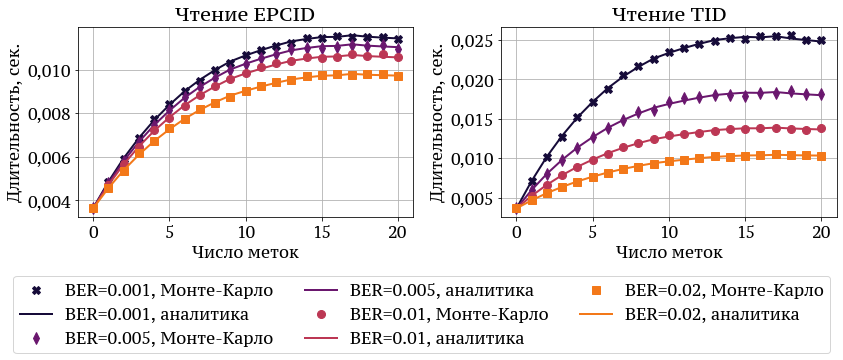 Чтение EPCID
Длительность, сек.
0,010
0,008
0,006
0,004
0 5 10 15 20
Число меток
Чтение TID
Длительность, сек.
0,025
0,020
0,015
0,010
0,005
0 5 10 15 20
Число меток
BER=0.001, Монте-Карло
BER=0.001, аналитика
BER=0.005, Монте-Карло
BER=0.005, аналитика
BER=0.01, Монте-Карло
BER=0.01, аналитика
BER=0.02, Монте-Карло
BER=0.02, аналитика